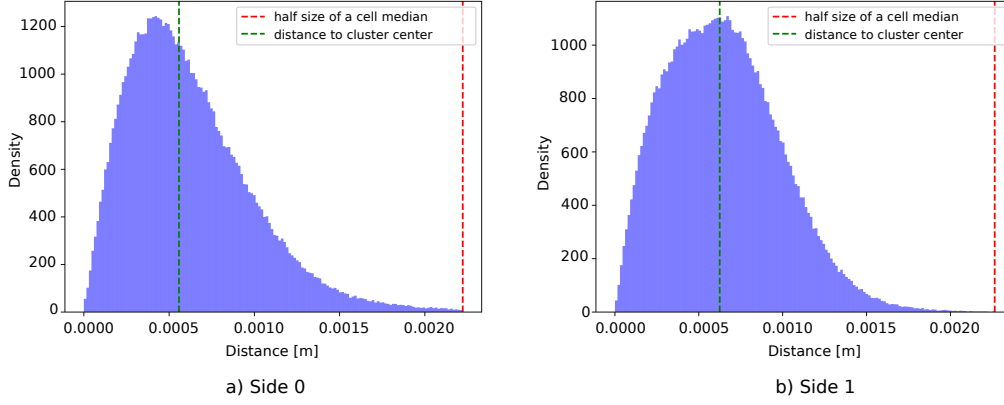 half size of a cell median
distance to cluster center
1200
1000
800
600
400
200
0
Density
0.0000
0.0005
0.0010
0.0015
0.0020
Distance [m]
a) Side 0
half size of a cell median
distance to cluster center
1000
800
600
400
200
0
Density
0.0000
0.0005
0.0010
0.0015
0.0020
Distance [m]
b) Side 1